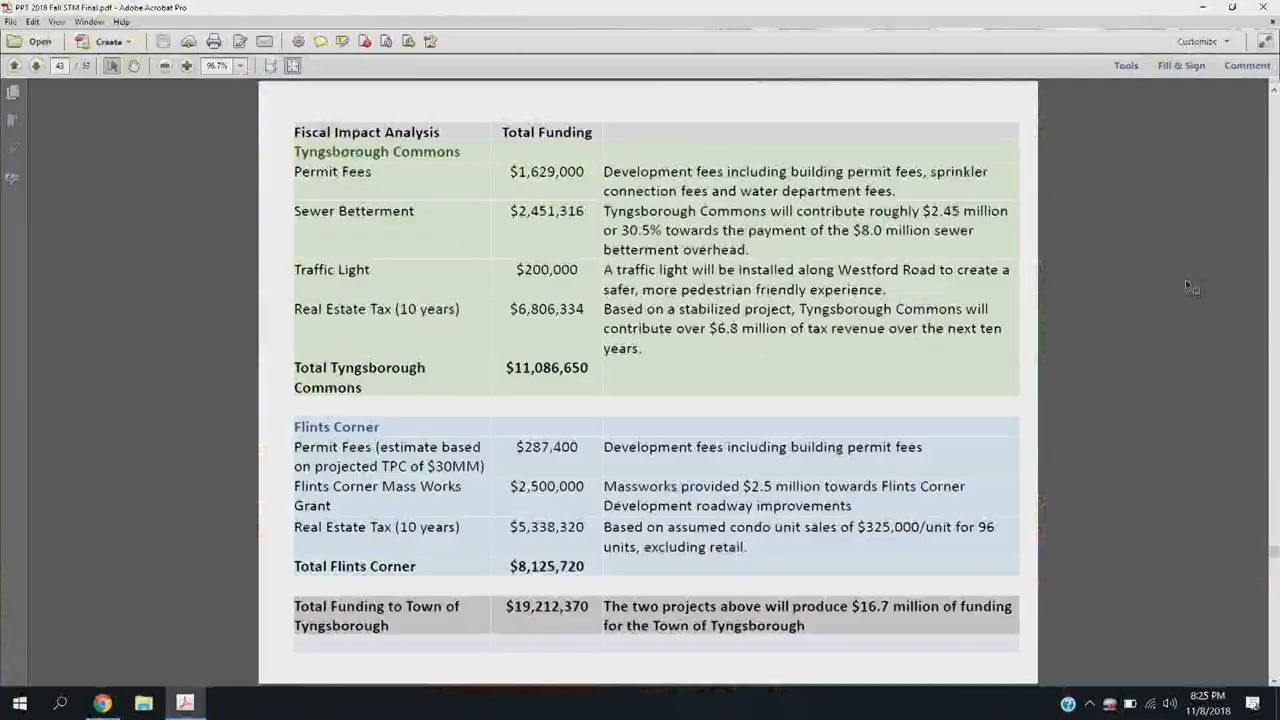 PPT 2018 Fall STM Final.pdf - Adobe Acrobat Pro
File Edit View Window Help
Open Create Customize
43 / 53 96.7% Tools Fill & Sign Comment
Fiscal Impact Analysis Total Funding
Tyngsborough Commons
Permit Fees $1,629,000 Development fees including building permit fees, sprinkler
connection fees and water department fees.
Sewer Betterment $2,451,316 Tyngsborough Commons will contribute roughly $2.45 million
or 30.5% towards the payment of the $8.0 million sewer
betterment overhead.
Traffic Light $200,000 A traffic light will be installed along Westford Road to create a
safer, more pedestrian friendly experience.
Real Estate Tax (10 years) $6,806,334 Based on a stabilized project, Tyngsborough Commons will
contribute over $6.8 million of tax revenue over the next ten
years.
Total Tyngsborough $11,086,650
Commons
Flints Corner
Permit Fees (estimate based $287,400 Development fees including building permit fees
on projected TPC of $30MM)
Flints Corner Mass Works $2,500,000 Massworks provided $2.5 million towards Flints Corner
Grant Development roadway improvements
Real Estate Tax (10 years) $5,338,320 Based on assumed condo unit sales of $325,000/unit for 96
units, excluding retail.
Total Flints Corner $8,125,720
Total Funding to Town of $19,212,370 The two projects above will produce $16.7 million of funding
Tyngsborough for the Town of Tyngsborough
8:25 PM
11/8/2018